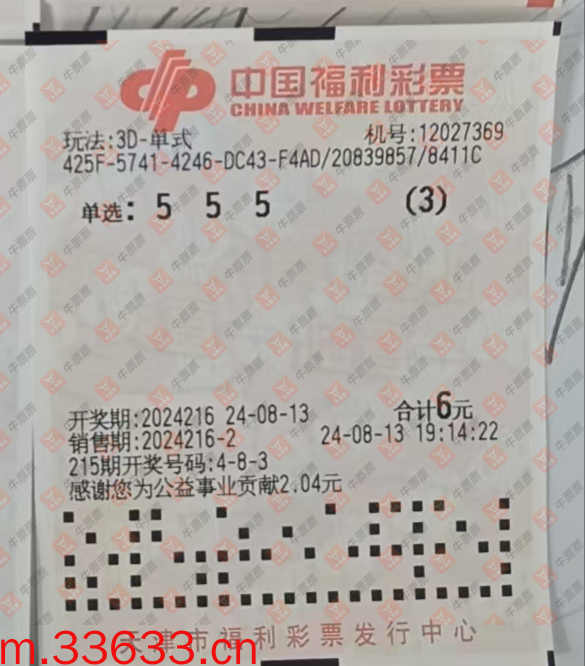 中国福利彩票
CHINA WELFARE LOTTERY
玩法:3D-单式 机号:12027369
425F-5741-4246-DC43-F4AD/20839857/8411C
单选: 5 5 5 (3)
开奖期:2024216 24-08-13 合计6元
销售期:2024216-2 24-08-13 19:14:22
215期开奖号码:4-8-3
感谢您为公益事业贡献2.04元
天津市福利彩票发行中心
m.33633.cn